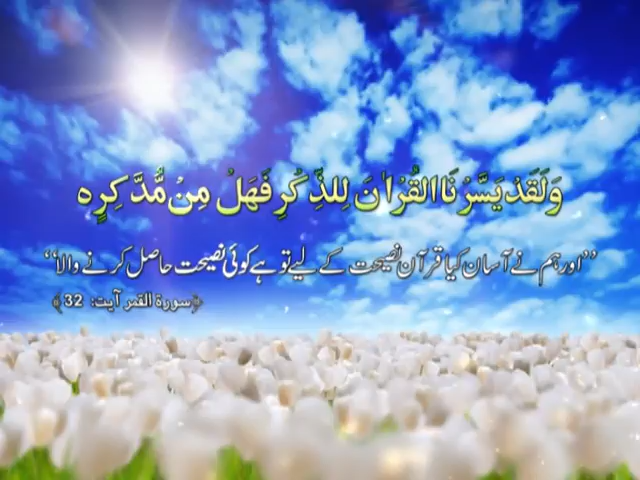 وَلَقَدْ يَسَّرْنَا الْقُرْاٰنَ لِلذِّكْرِ فَهَلْ مِنْ مُّدَّكِرٍ ه
’’اور ہم نے آسان کیا قرآن نصیحت کے لیے تو ہے کوئی نصیحت حاصل کرنے والا‘‘
﴿سورة القمر آیت: 32﴾